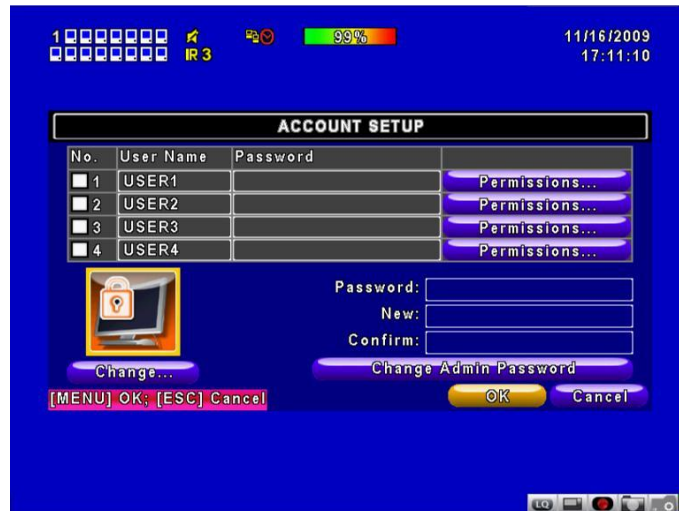 1 99% 11/16/2009
IR 3 17:11:10
ACCOUNT SETUP
No. User Name Password
1 USER1 Permissions...
2 USER2 Permissions...
3 USER3 Permissions...
4 USER4 Permissions...
Password:
New:
Confirm:
Change... Change Admin Password
[MENU] OK; [ESC] Cancel OK Cancel
LQ